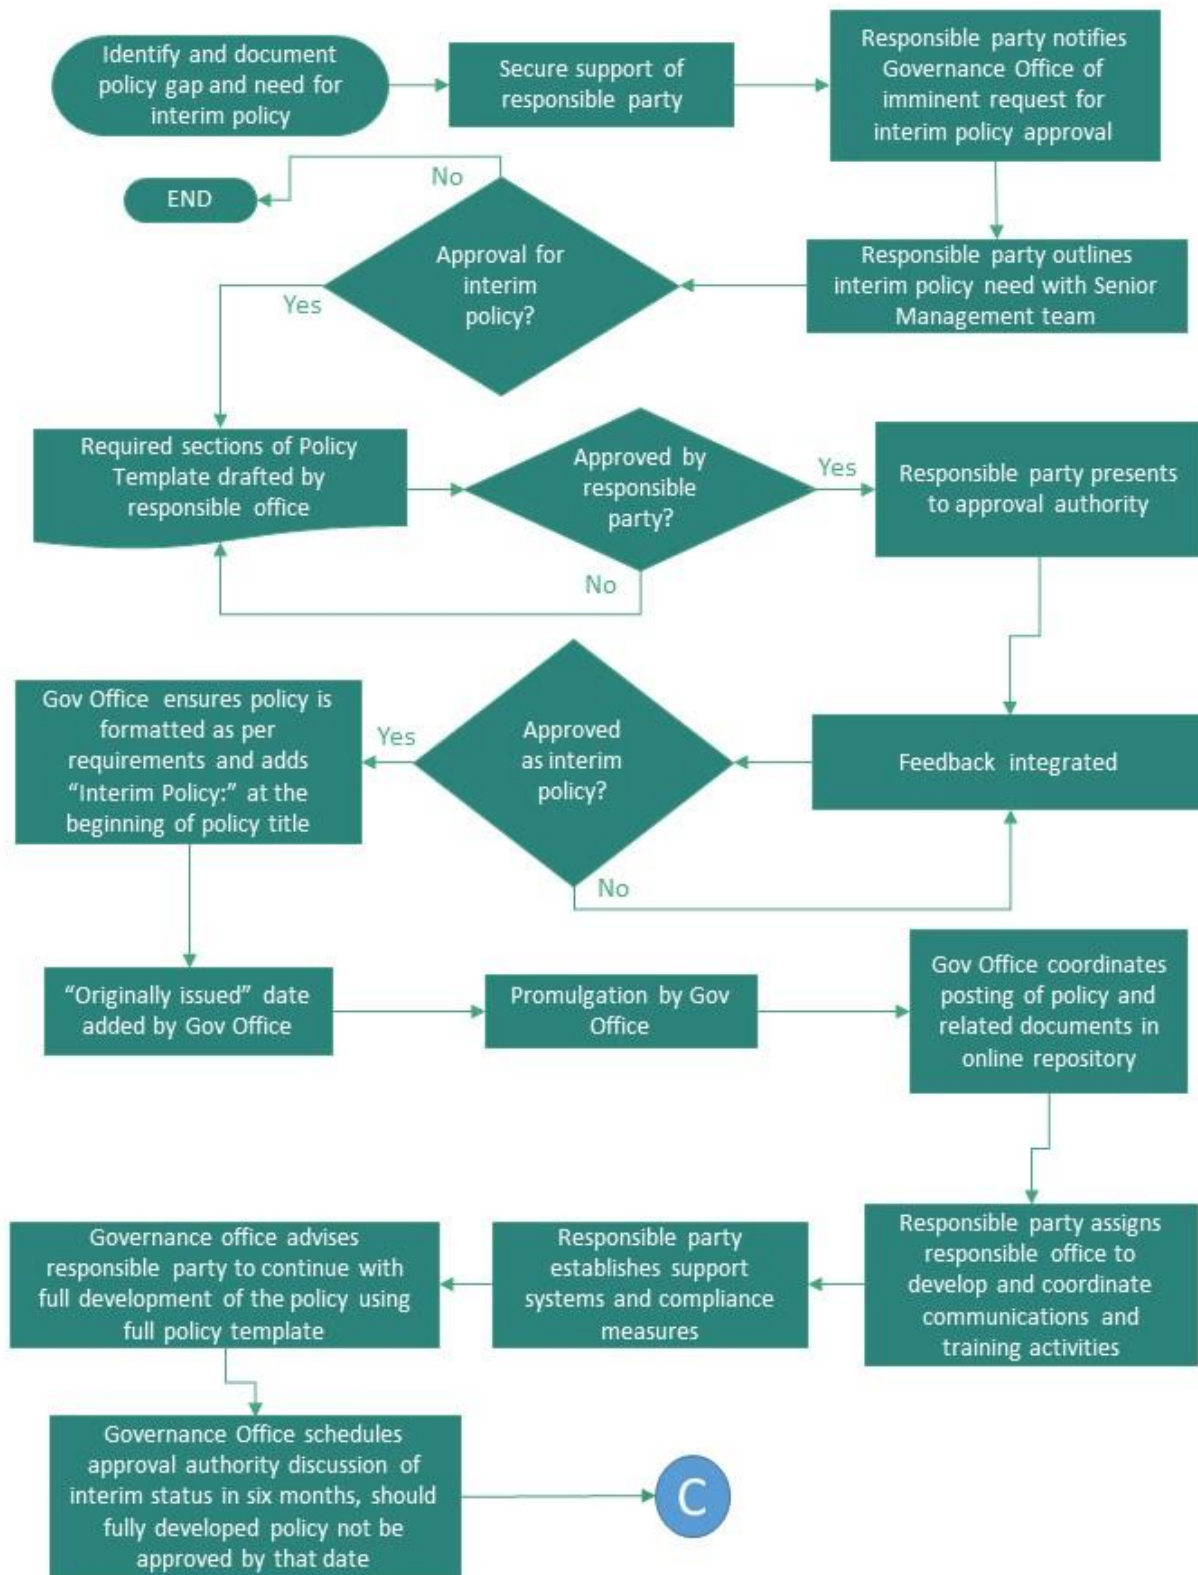 Identify and document
policy gap and need for
interim policy
Secure support of
responsible party
Responsible party notifies
Governance Office of
imminent request for
interim policy approval
No
END
Approval for
interim
policy?
Responsible party outlines
interim policy need with Senior
Management team
Yes
Required sections of Policy
Template drafted by
responsible office
Approved by
responsible
party?
Yes
Responsible party presents
to approval authority
No
Gov Office ensures policy is
formatted as per
requirements and adds
“Interim Policy:” at the
beginning of policy title
Yes
Approved
as interim
policy?
Feedback integrated
No
“Originally issued” date
added by Gov Office
Promulgation by Gov
Office
Gov Office coordinates
posting of policy and
related documents in
online repository
Governance office advises
responsible party to continue with
full development of the policy using
full policy template
Responsible party
establishes support
systems and compliance
measures
Responsible party assigns
responsible office to
develop and coordinate
communications and
training activities
Governance Office schedules
approval authority discussion of
interim status in six months, should
fully developed policy not be
approved by that date
C